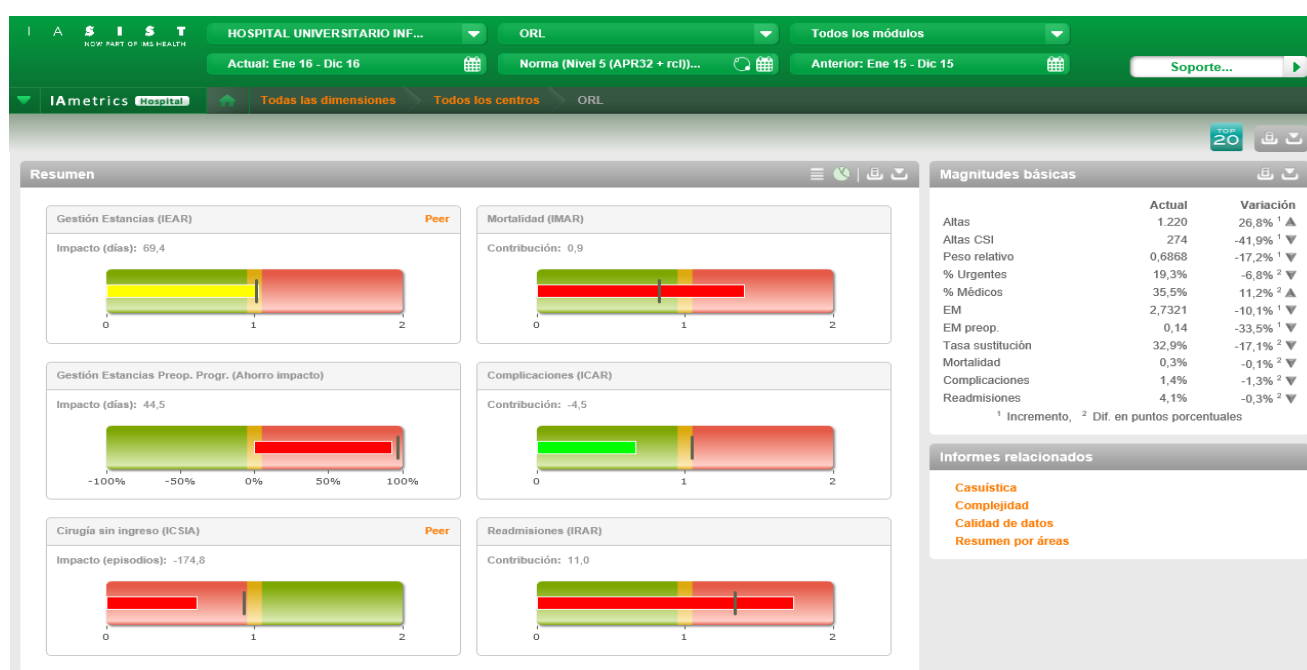 I A S I S T
NOW PART OF IMS HEALTH
HOSPITAL UNIVERSITARIO INF...
ORL
Todos los módulos
Actual: Ene 16 - Dic 16
Norma (Nivel 5 (APR32 + rcl))...
Anterior: Ene 15 - Dic 15
Soporte...
IAmetrics Hospital
Todas las dimensiones
Todos los centros
ORL
TOP 20
Resumen
Gestión Estancias (IEAR) Peer
Impacto (días): 69,4
0 1 2
Mortalidad (IMAR)
Contribución: 0,9
0 1 2
Gestión Estancias Preop. Progr. (Ahorro impacto)
Impacto (días): 44,5
-100% -50% 0% 50% 100%
Complicaciones (ICAR)
Contribución: -4,5
0 1 2
Cirugía sin ingreso (ICSIA) Peer
Impacto (episodios): -174,8
0 1 2
Readmisiones (IRAR)
Contribución: 11,0
0 1 2
Magnitudes básicas
Actual Variación
Altas 1.220 26,8% ¹
Altas CSI 274 -41,9% ¹
Peso relativo 0,6868 -17,2% ¹
% Urgentes 19,3% -6,8% ²
% Médicos 35,5% 11,2% ²
EM 2,7321 -10,1% ¹
EM preop. 0,14 -33,5% ¹
Tasa sustitución 32,9% -17,1% ²
Mortalidad 0,3% -0,1% ²
Complicaciones 1,4% -1,3% ²
Readmisiones 4,1% -0,3% ²
¹ Incremento, ² Dif. en puntos porcentuales
Informes relacionados
Casuística
Complejidad
Calidad de datos
Resumen por áreas